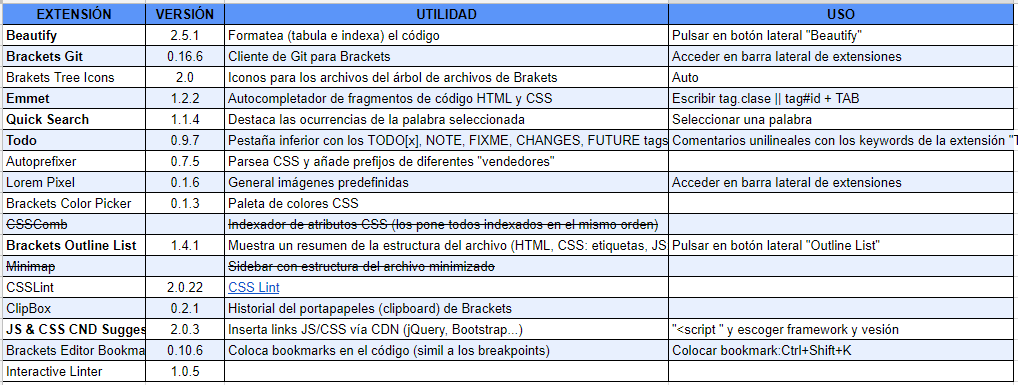 EXTENSIÓN VERSIÓN UTILIDAD USO
Beautify 2.5.1 Formatea (tabula e indexa) el código Pulsar en botón lateral "Beautify"
Brackets Git 0.16.6 Cliente de Git para Brackets Acceder en barra lateral de extensiones
Brakets Tree Icons 2.0 Iconos para los archivos del árbol de archivos de Brakets Auto
Emmet 1.2.2 Autocompletador de fragmentos de código HTML y CSS Escribir tag.clase || tag#id + TAB
Quick Search 1.1.4 Destaca las ocurrencias de la palabra seleccionada Seleccionar una palabra
Todo 0.9.7 Pestaña inferior con los TODO[x], NOTE, FIXME, CHANGES, FUTURE tags Comentarios unilineales con los keywords de la extensión "T
Autoprefixer 0.7.5 Parsea CSS y añade prefijos de diferentes "vendedores"
Lorem Pixel 0.1.6 General imágenes predefinidas Acceder en barra lateral de extensiones
Brackets Color Picker 0.1.3 Paleta de colores CSS
CSSComb Indexador de atributos CSS (los pone todos indexados en el mismo orden)
Brackets Outline List 1.4.1 Muestra un resumen de la estructura del archivo (HTML, CSS: etiquetas, JS Pulsar en botón lateral "Outline List"
Minimap Sidebar con estructura del archivo minimizado
CSSLint 2.0.22 CSS Lint
ClipBox 0.2.1 Historial del portapapeles (clipboard) de Brackets
JS & CSS CND Sugges 2.0.3 Inserta links JS/CSS vía CDN (jQuery, Bootstrap...) "<script " y escoger framework y vesión
Brackets Editor Bookma 0.10.6 Coloca bookmarks en el código (simil a los breakpoints) Colocar bookmark:Ctrl+Shift+K
Interactive Linter 1.0.5